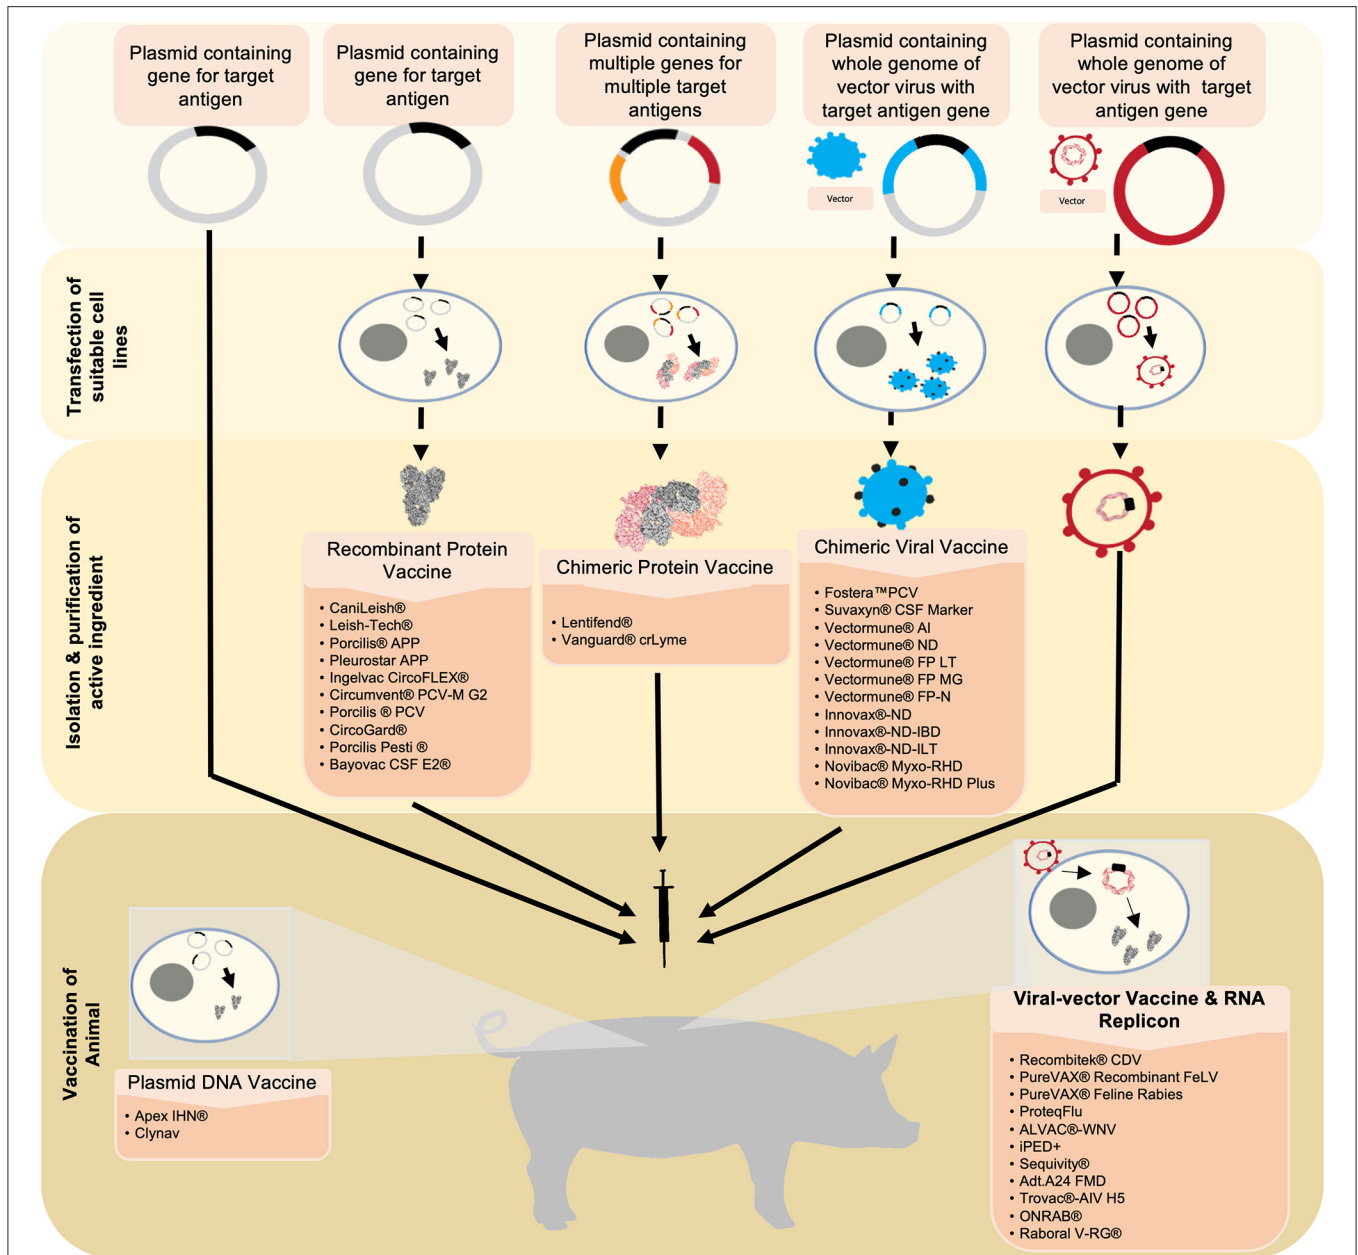 Plasmid containing
gene for target
antigen
Plasmid containing
gene for target
antigen
Plasmid containing
multiple genes for
multiple target
antigens
Plasmid containing
whole genome of
vector virus with
target antigen gene
Plasmid containing
whole genome of
vector virus with target
antigen gene
Vector
Vector
Transfection of
suitable cell
lines
Isolation & purification of
active ingredient
Recombinant Protein
Vaccine
• CaniLeish®
• Leish-Tech®
• Porcilis® APP
• Pleurostar APP
• Ingelvac CircoFLEX®
• Circumvent® PCV-M G2
• Porcilis ® PCV
• CircoGard®
• Porcilis Pesti ®
• Bayovac CSF E2®
Chimeric Protein Vaccine
• Lentifend®
• Vanguard® crLyme
Chimeric Viral Vaccine
• Fostera™PCV
• Suvaxyn® CSF Marker
• Vectormune® AI
• Vectormune® ND
• Vectormune® FP LT
• Vectormune® FP MG
• Vectormune® FP-N
• Innovax®-ND
• Innovax®-ND-IBD
• Innovax®-ND-ILT
• Novibac® Myxo-RHD
• Novibac® Myxo-RHD Plus
Vaccination of
Animal
Plasmid DNA Vaccine
• Apex IHN®
• Clynav
Viral-vector Vaccine & RNA
Replicon
• Recombitek® CDV
• PureVAX® Recombinant FeLV
• PureVAX® Feline Rabies
• ProteqFlu
• ALVAC®-WNV
• iPED+
• Sequivity®
• Adt.A24 FMD
• Trovac®-AIV H5
• ONRAB®
• Raboral V-RG®